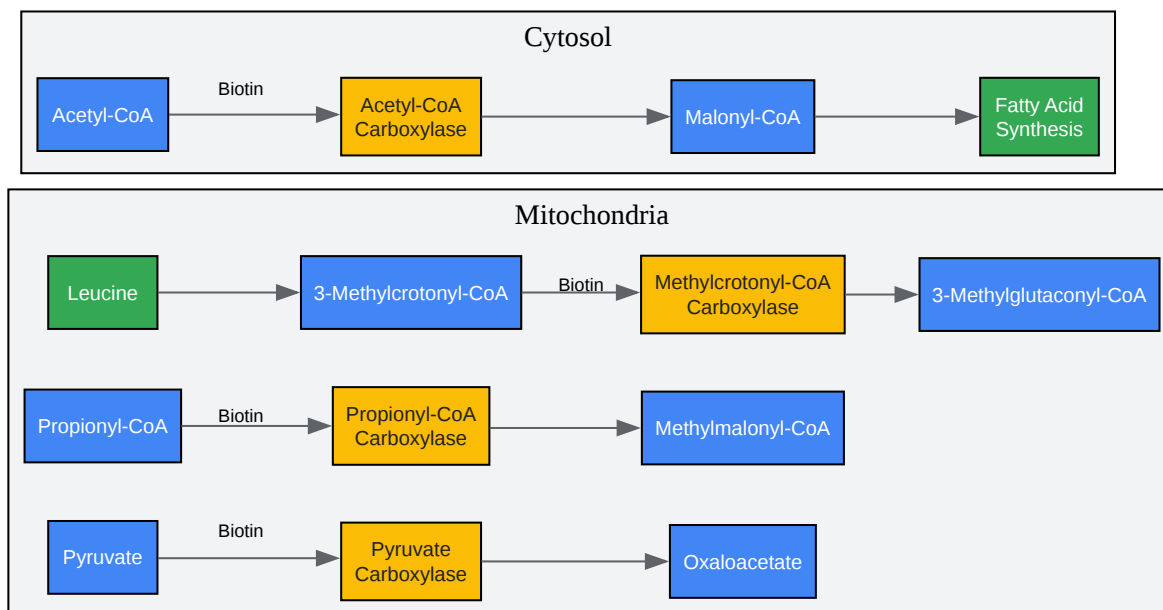 Cytosol
Acetyl-CoA
Biotin
Acetyl-CoA
Carboxylase
Malonyl-CoA
Fatty Acid
Synthesis
Mitochondria
Leucine
3-Methylcrotonyl-CoA
Biotin
Methylcrotonyl-CoA
Carboxylase
3-Methylglutaconyl-CoA
Propionyl-CoA
Biotin
Propionyl-CoA
Carboxylase
Methylmalonyl-CoA
Pyruvate
Biotin
Pyruvate
Carboxylase
Oxaloacetate